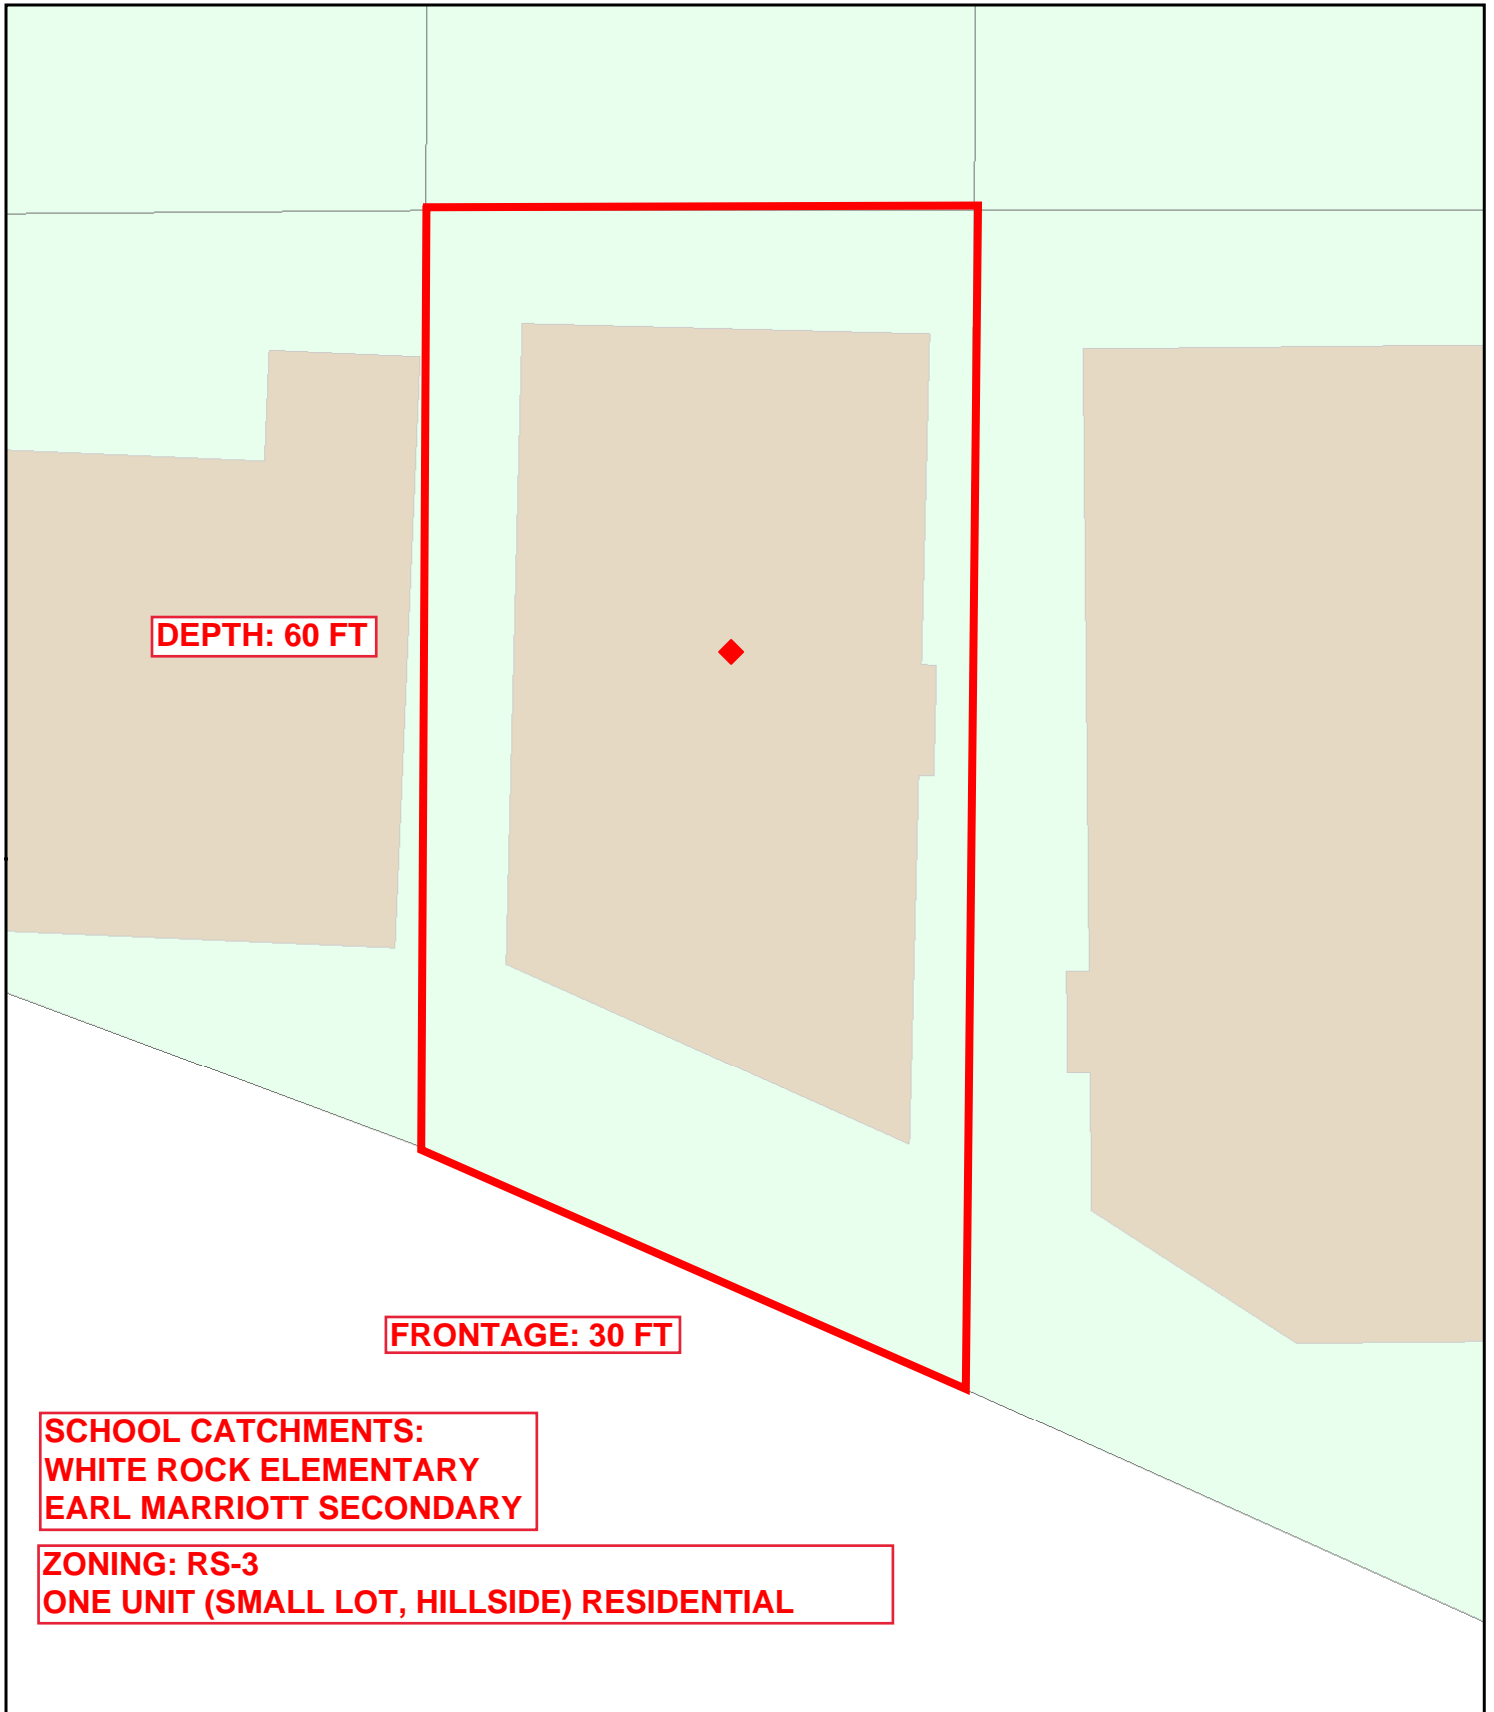 DEPTH: 60 FT
FRONTAGE: 30 FT
SCHOOL CATCHMENTS:
WHITE ROCK ELEMENTARY
EARL MARRIOTT SECONDARY
ZONING: RS-3
ONE UNIT (SMALL LOT, HILLSIDE) RESIDENTIAL